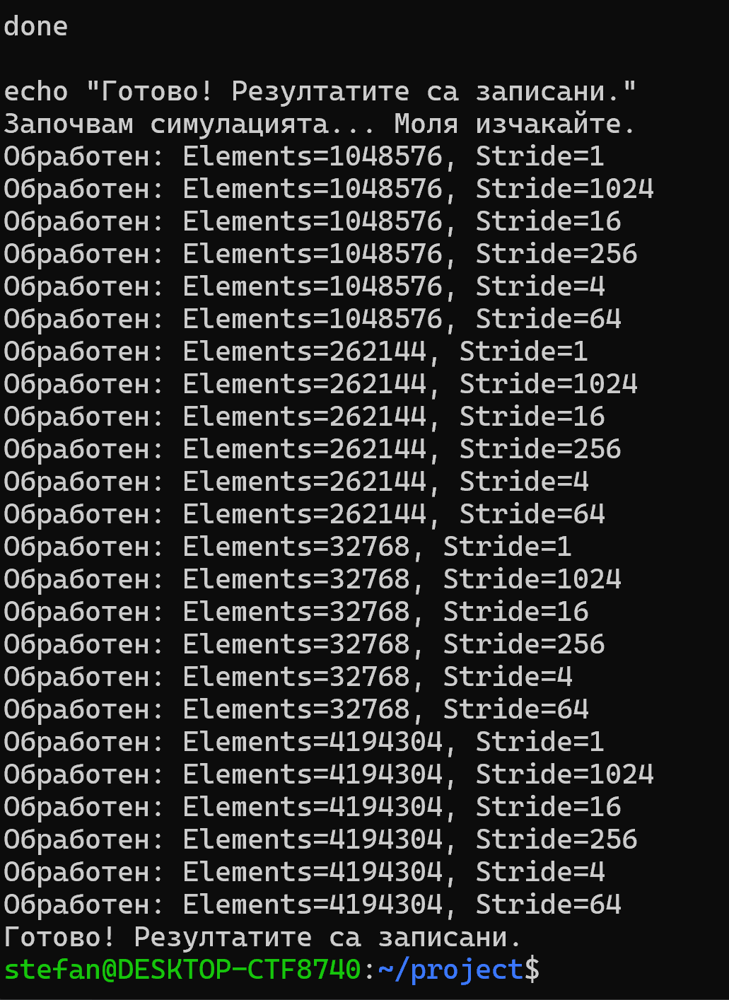 done
echo "Готово! Резултатите са записани."
Започвам симулацията... Моля изчакайте.
Обработен: Elements=1048576, Stride=1
Обработен: Elements=1048576, Stride=1024
Обработен: Elements=1048576, Stride=16
Обработен: Elements=1048576, Stride=256
Обработен: Elements=1048576, Stride=4
Обработен: Elements=1048576, Stride=64
Обработен: Elements=262144, Stride=1
Обработен: Elements=262144, Stride=1024
Обработен: Elements=262144, Stride=16
Обработен: Elements=262144, Stride=256
Обработен: Elements=262144, Stride=4
Обработен: Elements=262144, Stride=64
Обработен: Elements=32768, Stride=1
Обработен: Elements=32768, Stride=1024
Обработен: Elements=32768, Stride=16
Обработен: Elements=32768, Stride=256
Обработен: Elements=32768, Stride=4
Обработен: Elements=32768, Stride=64
Обработен: Elements=4194304, Stride=1
Обработен: Elements=4194304, Stride=1024
Обработен: Elements=4194304, Stride=16
Обработен: Elements=4194304, Stride=256
Обработен: Elements=4194304, Stride=4
Обработен: Elements=4194304, Stride=64
Готово! Резултатите са записани.
stefan@DESKTOP-CTF8740:~/project$